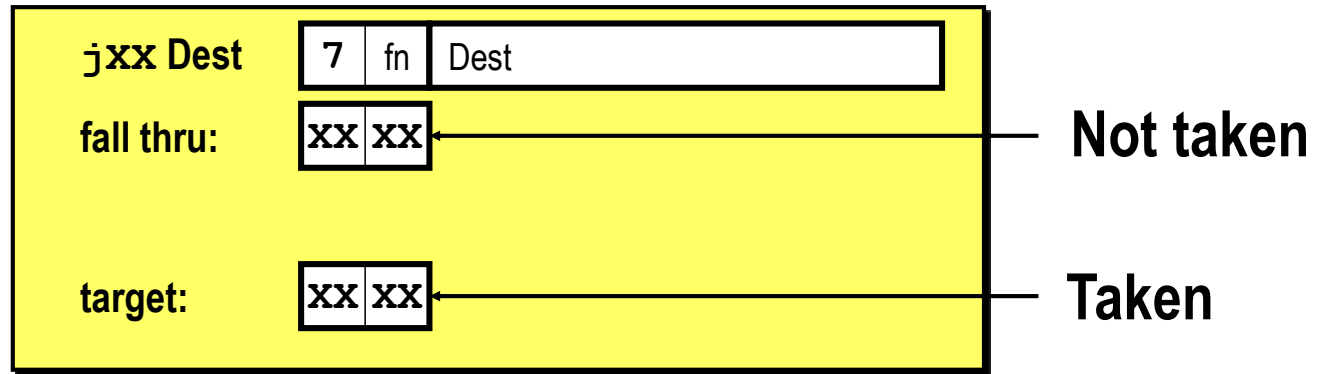 jXX Dest 7 fn Dest
fall thru: XX XX Not taken
target: XX XX Taken